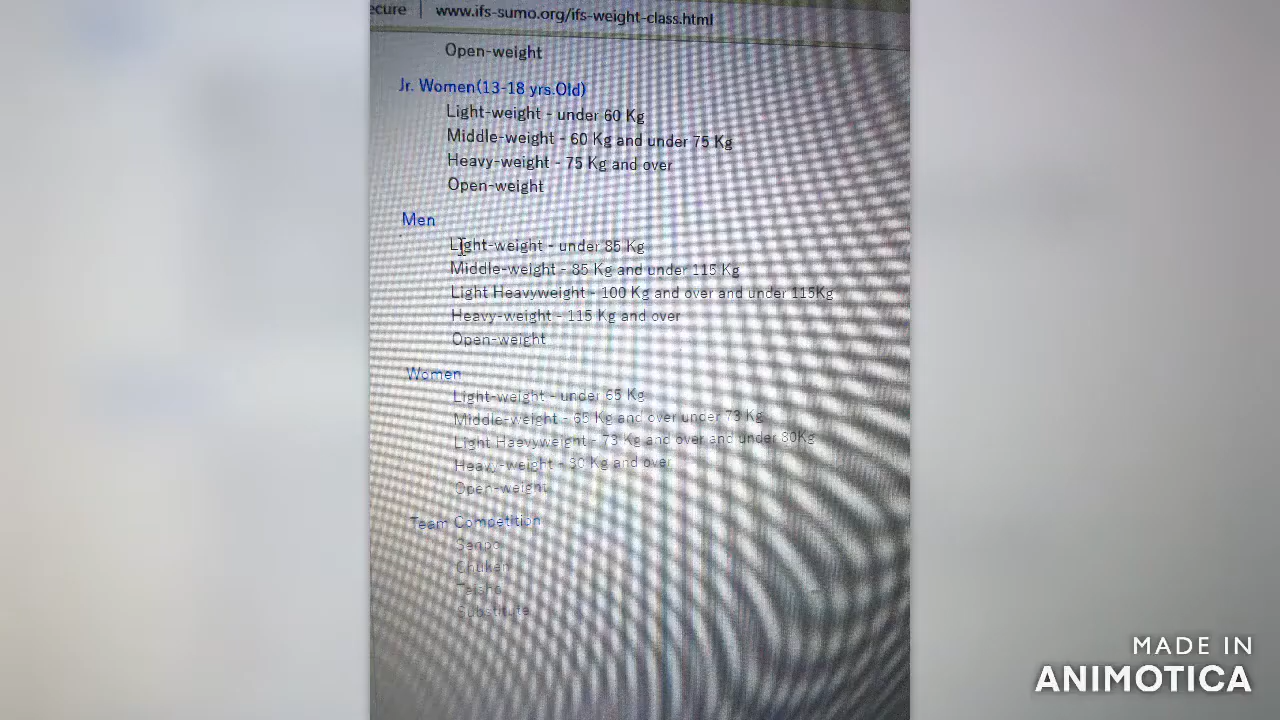 ecure | www.ifs-sumo.org/ifs-weight-class.html
Open-weight
Jr. Women(13-18 yrs.Old)
Light-weight - under 60 Kg
Middle-weight - 60 Kg and under 75 Kg
Heavy-weight - 75 Kg and over
Open-weight
Men
Light-weight - under 85 Kg
Middle-weight - 85 Kg and under 115 Kg
Light Heavyweight - 100 Kg and over and under 115Kg
Heavy-weight - 115 Kg and over
Open-weight
Women
Light-weight - under 65 Kg
Middle-weight - 65 Kg and over under 73 Kg
Light Heavyweight - 73 Kg and over and under 80Kg
Heavy-weight - 80 Kg and over
Open-weight
Team Competition
Senpo
Chuken
Taisho
Substitute
MADE IN
ANIMOTICA